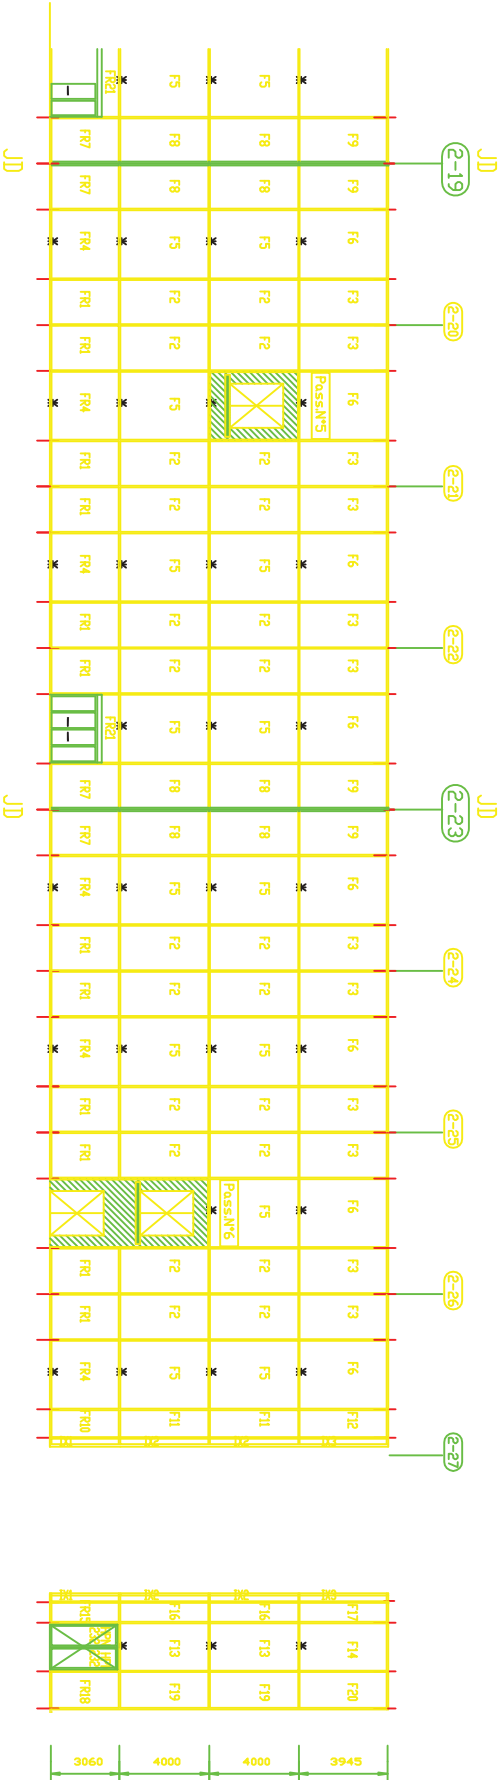 FR21 F5 F5
FR7 F8 F8 F9
JD 2-19 JD
FR7 F8 F8 F9
FR4 F5 F5 F6
FR1 F2 F2 F3
2-20
FR1 F2 F2 F3
FR4 F5 Pass.N°5 F6
FR1 F2 F2 F3
2-21
FR1 F2 F2 F3
FR4 F5 F5 F6
FR1 F2 F2 F3
2-22
FR1 F2 F2 F3
FR21 F5 F5 F6
FR7 F8 F8 F9
JD 2-23 JD
FR7 F8 F8 F9
FR4 F5 F5 F6
FR1 F2 F2 F3
2-24
FR1 F2 F2 F3
FR4 F5 F5 F6
FR1 F2 F2 F3
2-25
FR1 F2 F2 F3
Pass.N°6 F5 F6
FR1 F2 F2 F3
2-26
FR1 F2 F2 F3
FR4 F5 F5 F6
FR10 F11 F11 F12
2-27
F16 F16 F17
F13 F13 F14
FR18 F19 F19 F20
3060 4000 4000 3945